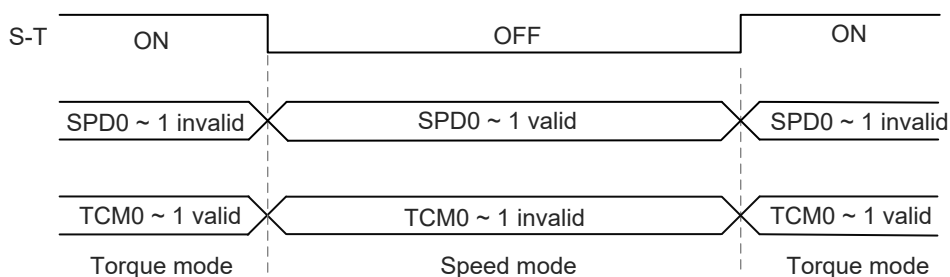 S-T ON OFF ON
SPD0 ~ 1 invalid SPD0 ~ 1 valid SPD0 ~ 1 invalid
TCM0 ~ 1 valid TCM0 ~ 1 invalid TCM0 ~ 1 valid
Torque mode Speed mode Torque mode